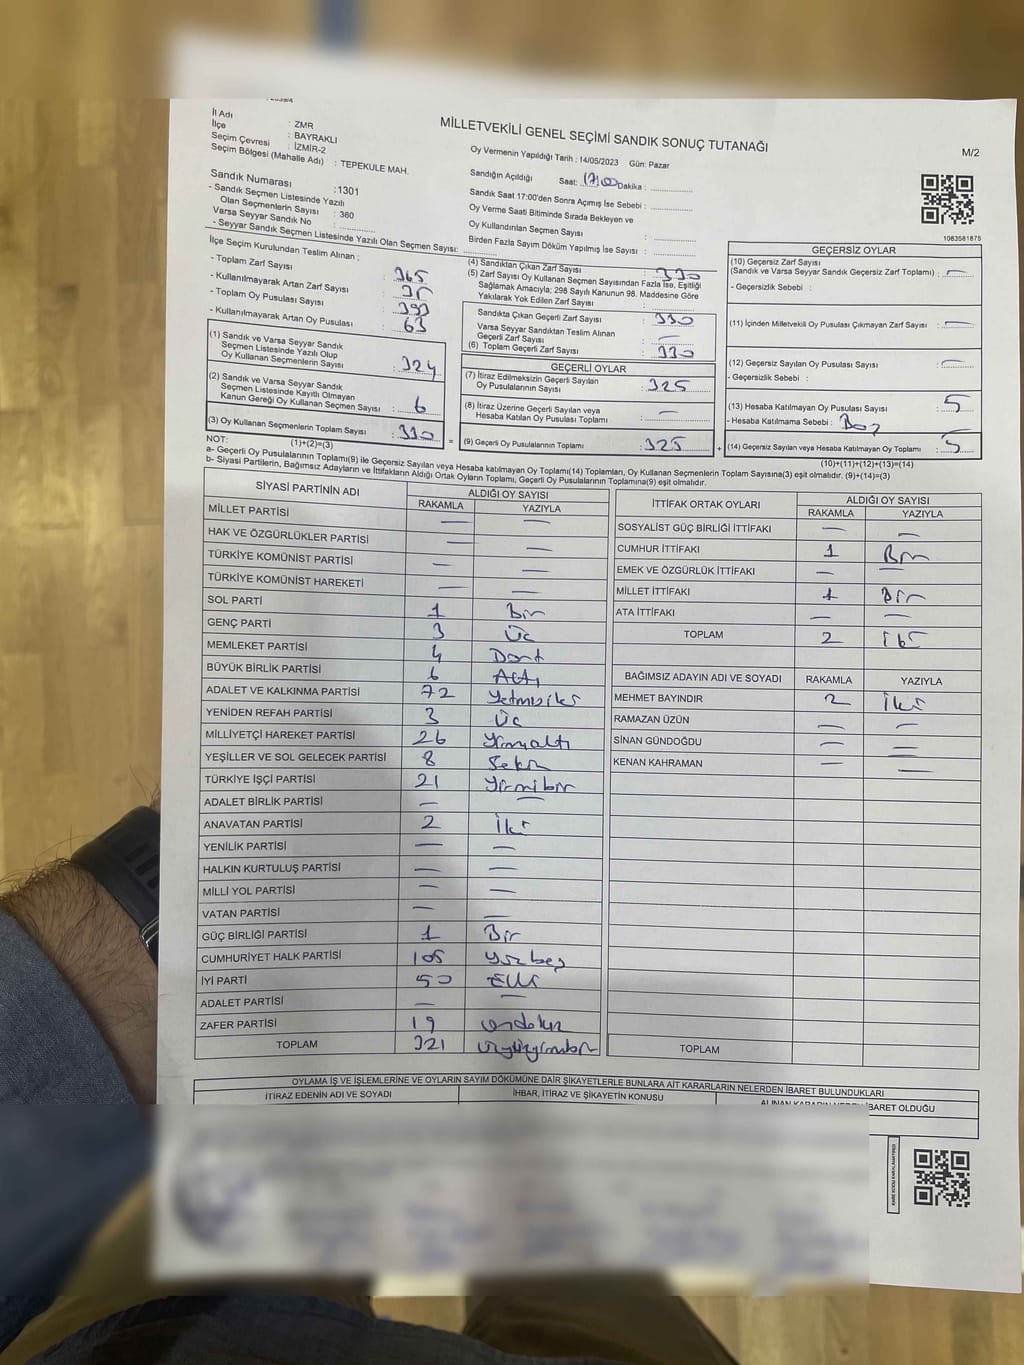 MİLLETVEKİLİ GENEL SEÇİMİ SANDIK SONUÇ TUTANAĞI
M/2
İl Adı : ZMR
İlçe : BAYRAKLI
Seçim Çevresi : İZMİR-2
Seçim Bölgesi (Mahalle Adı) : TEPEKULE MAH.
Sandık Numarası : 1301
- Sandık Seçmen Listesinde Yazılı
Olan Seçmenlerin Sayısı : 360
Varsa Seyyar Sandık No :
- Seyyar Sandık Seçmen Listesinde Yazılı Olan Seçmen Sayısı:
Oy Vermenin Yapıldığı Tarih : 14/05/2023 Gün: Pazar
Sandığın Açıldığı Saat: 17.00 Dakika :
Sandık Saat 17:00'den Sonra Açımış İse Sebebi :
Oy Verme Saati Bitiminde Sırada Bekleyen ve
Oy Kullandırılan Seçmen Sayısı :
Birden Fazla Sayım Döküm Yapılmış İse Sayısı :
1083581875
İlçe Seçim Kurulundan Teslim Alınan ;
- Toplam Zarf Sayısı : 365
- Kullanılmayarak Artan Zarf Sayısı : 35
- Toplam Oy Pusulası Sayısı : 393
- Kullanılmayarak Artan Oy Pusulası : 63
(1) Sandık ve Varsa Seyyar Sandık
Seçmen Listesinde Yazılı Olup
Oy Kullanan Seçmenlerin Sayısı : 324
(2) Sandık ve Varsa Seyyar Sandık
Seçmen Listesinde Kayıtlı Olmayan
Kanun Gereği Oy Kullanan Seçmen Sayısı : 6
(3) Oy Kullanan Seçmenlerin Toplam Sayısı : 330
(1)+(2)=(3)
(4) Sandıktan Çıkan Zarf Sayısı : 330
(5) Zarf Sayısı Oy Kullanan Seçmen Sayısından Fazla İse, Eşitliği
Sağlamak Amacıyla; 298 Sayılı Kanunun 98. Maddesine Göre
Yakılarak Yok Edilen Zarf Sayısı :
Sandıkta Çıkan Geçerli Zarf Sayısı : 330
Varsa Seyyar Sandıktan Teslim Alınan
Geçerli Zarf Sayısı : —
(6) Toplam Geçerli Zarf Sayısı : 330
GEÇERLİ OYLAR
(7) İtiraz Edilmeksizin Geçerli Sayılan
Oy Pusulalarının Sayısı : 325
(8) İtiraz Üzerine Geçerli Sayılan veya
Hesaba Katılan Oy Pusulaları Toplamı : —
= (9) Geçerli Oy Pusulalarının Toplamı : 325 +
GEÇERSİZ OYLAR
(10) Geçersiz Zarf Sayısı
(Sandık ve Varsa Seyyar Sandık Geçersiz Zarf Toplamı) : —
- Geçersizlik Sebebi :
(11) İçinden Milletvekili Oy Pusulası Çıkmayan Zarf Sayısı : —
(12) Geçersiz Sayılan Oy Pusulası Sayısı : —
- Geçersizlik Sebebi :
(13) Hesaba Katılmayan Oy Pusulası Sayısı : 5
- Hesaba Katılmama Sebebi : Boş
(14) Geçersiz Sayılan veya Hesaba Katılmayan Oy Toplamı : 5
(10)+(11)+(12)+(13)=(14)
NOT:
a- Geçerli Oy Pusulalarının Toplamı(9) ile Geçersiz Sayılan veya Hesaba katılmayan Oy Toplamı(14) Toplamları, Oy Kullanan Seçmenlerin Toplam Sayısına(3) eşit olmalıdır. (9)+(14)=(3)
b- Siyasi Partilerin, Bağımsız Adayların ve İttifakların Aldığı Ortak Oyların Toplamı, Geçerli Oy Pusulalarının Toplamına(9) eşit olmalıdır.
SİYASİ PARTİNİN ADI ALDIĞI OY SAYISI
RAKAMLA YAZIYLA
MİLLET PARTİSİ — —
HAK VE ÖZGÜRLÜKLER PARTİSİ — —
TÜRKİYE KOMÜNİST PARTİSİ — —
TÜRKİYE KOMÜNİST HAREKETİ — —
SOL PARTİ 1 Bir
GENÇ PARTİ 3 Üç
MEMLEKET PARTİSİ 4 Dört
BÜYÜK BİRLİK PARTİSİ 6 Altı
ADALET VE KALKINMA PARTİSİ 72 Yetmişiki
YENİDEN REFAH PARTİSİ 3 Üç
MİLLİYETÇİ HAREKET PARTİSİ 26 Yirmialtı
YEŞİLLER VE SOL GELECEK PARTİSİ 8 Sekiz
TÜRKİYE İŞÇİ PARTİSİ 21 Yirmibir
ADALET BİRLİK PARTİSİ — —
ANAVATAN PARTİSİ 2 İki
YENİLİK PARTİSİ — —
HALKIN KURTULUŞ PARTİSİ — —
MİLLİ YOL PARTİSİ — —
VATAN PARTİSİ — —
GÜÇ BİRLİĞİ PARTİSİ 1 Bir
CUMHURİYET HALK PARTİSİ 105 Yüzbeş
İYİ PARTİ 50 Elli
ADALET PARTİSİ — —
ZAFER PARTİSİ 19 ondokuz
TOPLAM 321 üçyüzyirmibir
İTTİFAK ORTAK OYLARI ALDIĞI OY SAYISI
RAKAMLA YAZIYLA
SOSYALİST GÜÇ BİRLİĞİ İTTİFAKI — —
CUMHUR İTTİFAKI 1 Bir
EMEK VE ÖZGÜRLÜK İTTİFAKI — —
MİLLET İTTİFAKI 1 Bir
ATA İTTİFAKI — —
TOPLAM 2 İki
BAĞIMSIZ ADAYIN ADI VE SOYADI RAKAMLA YAZIYLA
MEHMET BAYINDIR 2 İki
RAMAZAN ÜZÜN — —
SİNAN GÜNDOĞDU — —
KENAN KAHRAMAN — —
TOPLAM
OYLAMA İŞ VE İŞLEMLERİNE VE OYLARIN SAYIM DÖKÜMÜNE DAİR ŞİKAYETLERLE BUNLARA AİT KARARLARIN NELERDEN İBARET BULUNDUKLARI
İTİRAZ EDENİN ADI VE SOYADI İHBAR, İTİRAZ VE ŞİKAYETİN KONUSU İBARET OLDUĞU